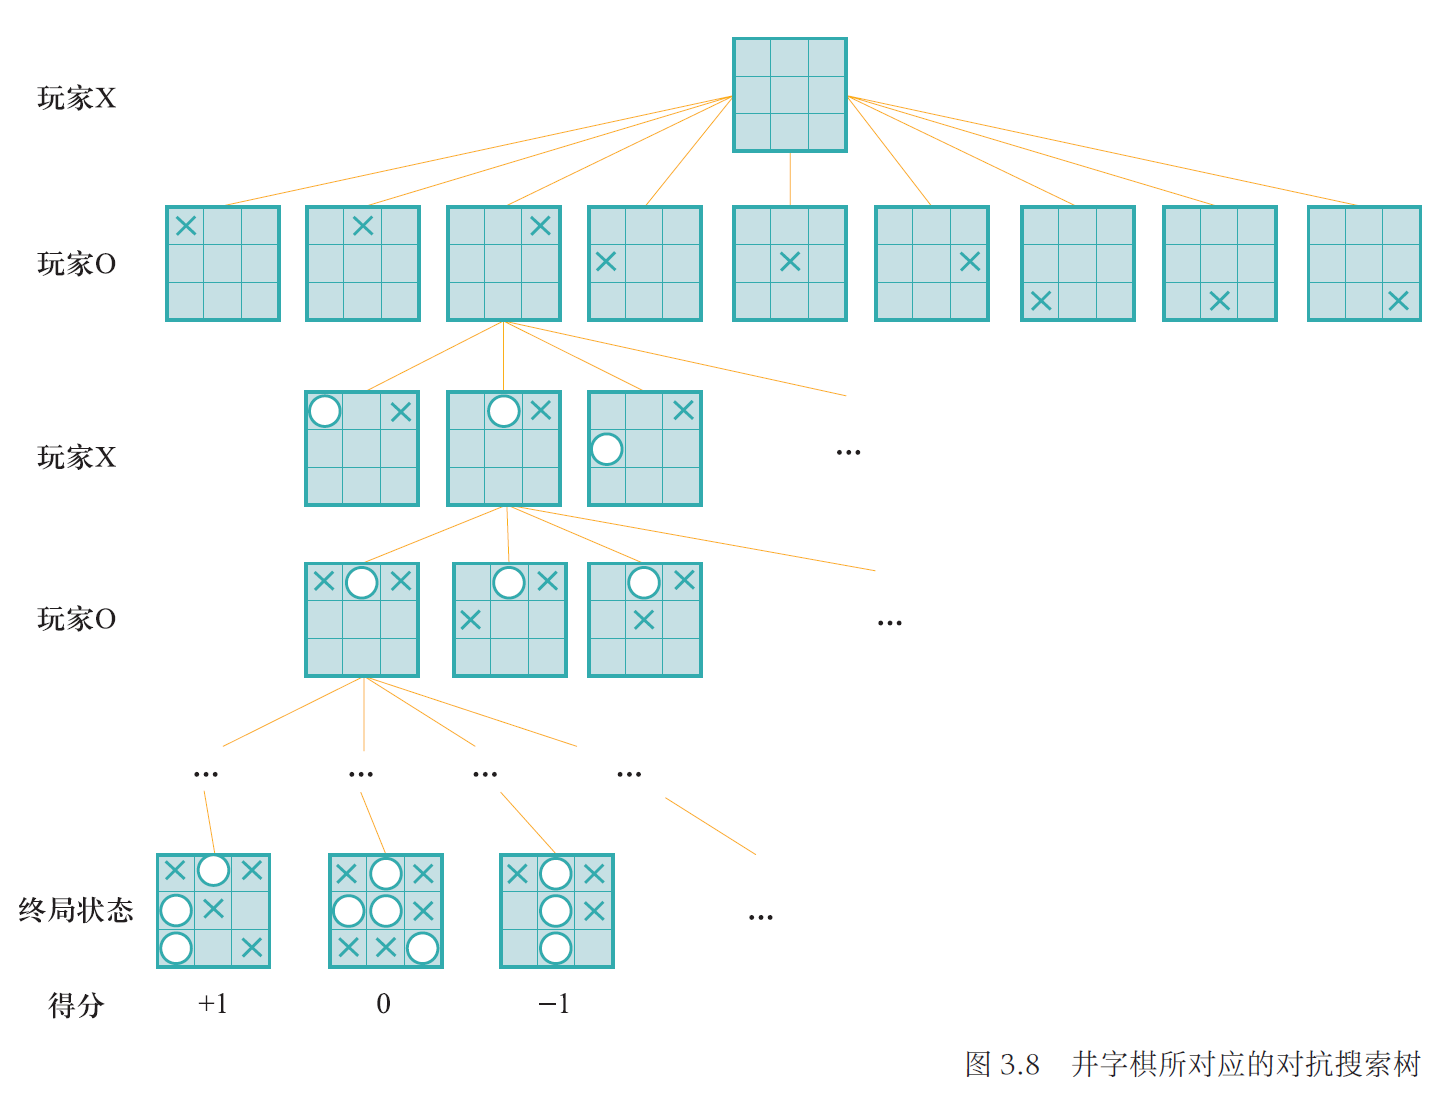 玩家X
玩家O
玩家X
...
玩家O
...
... ... ... ...
终局状态
...
得分 +1 0 −1
图 3.8 井字棋所对应的对抗搜索树